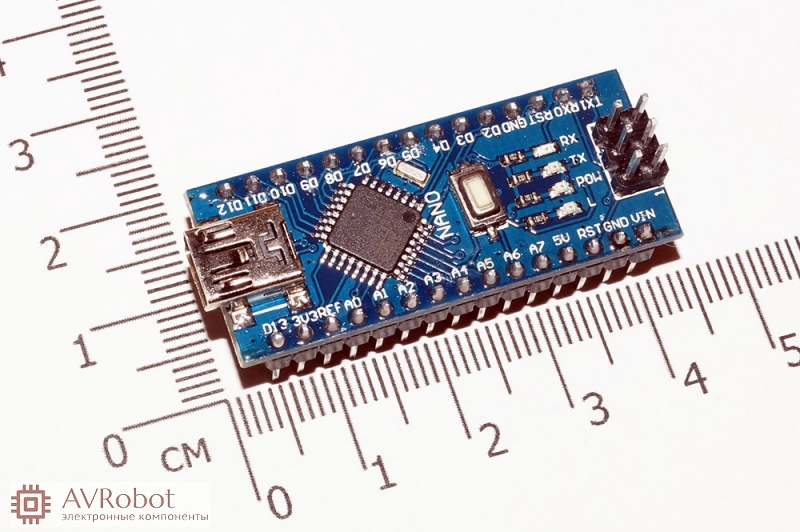 4
3
2
1
0
см
0
1
2
3
4
5
D12 D11 D10 D9 D8 D7 D6 D5 D4 D3 D2 GND RST RX0 TX1
NANO
RX
TX
POW
L
D13 3V3 REF A0 A1 A2 A3 A4 A5 A6 A7 5V RST GND VIN
AVRobot
электронные компоненты